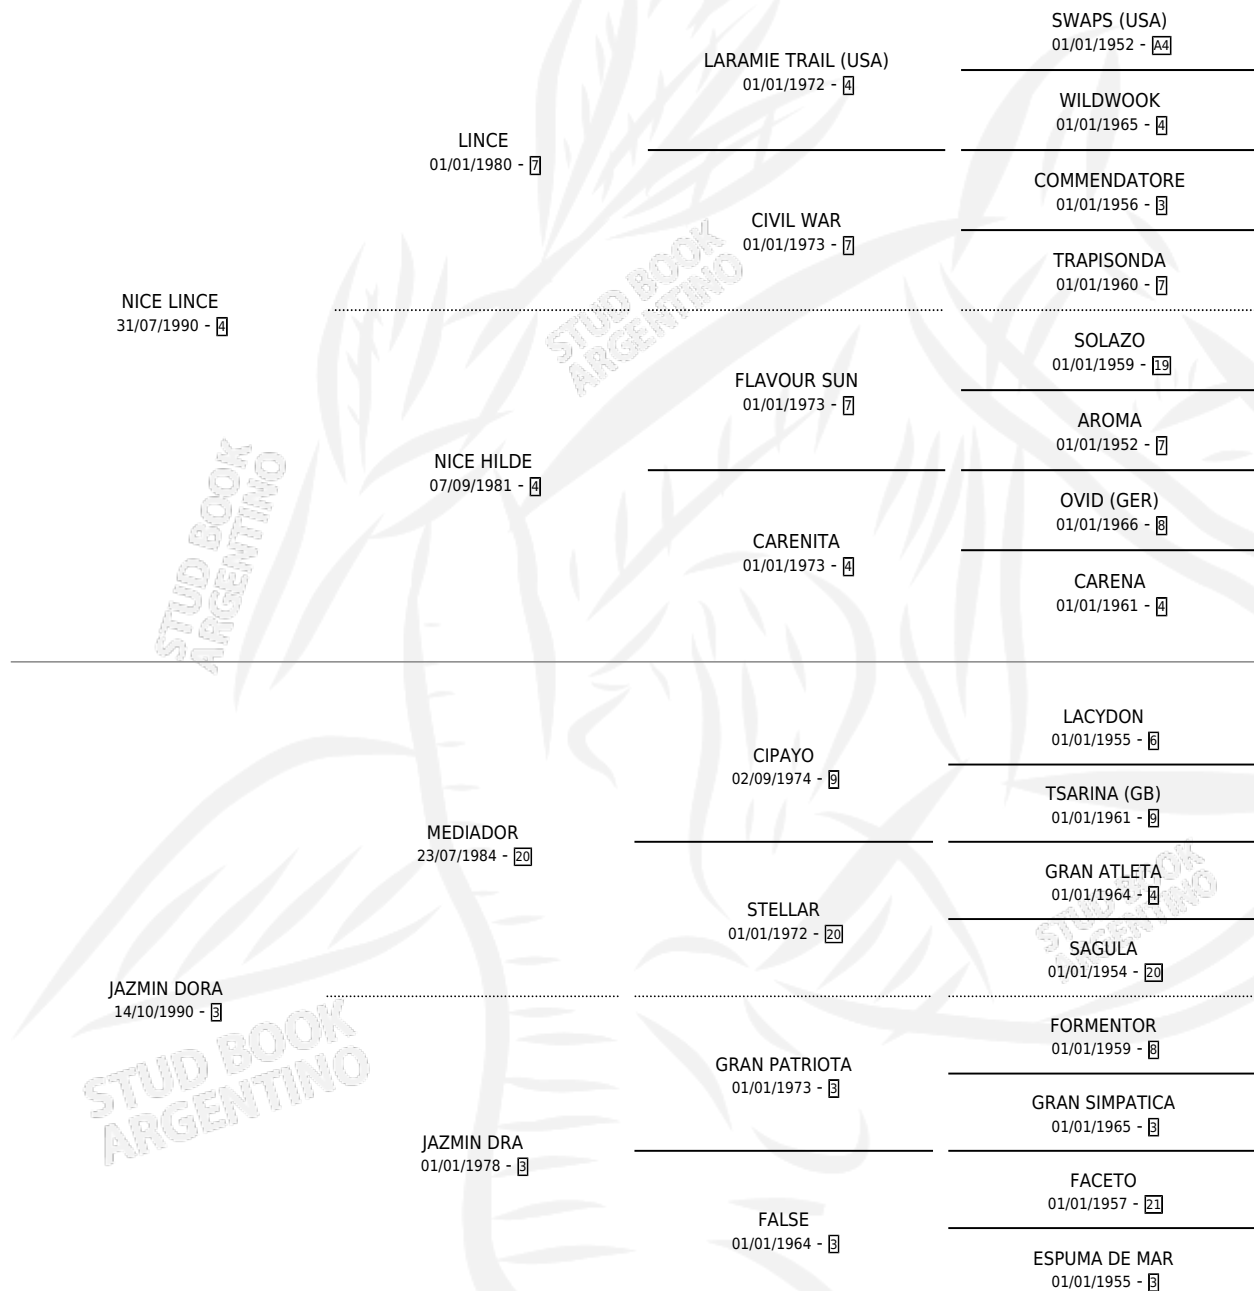 SWAPS (USA)
01/01/1952 - A4
LARAMIE TRAIL (USA)
01/01/1972 - 4
WILDWOOK
01/01/1965 - 4
LINCE
01/01/1980 - 7
COMMENDATORE
01/01/1956 - 3
CIVIL WAR
01/01/1973 - 7
TRAPISONDA
01/01/1960 - 7
NICE LINCE
31/07/1990 - 4
SOLAZO
01/01/1959 - 19
FLAVOUR SUN
01/01/1973 - 7
AROMA
01/01/1952 - 7
NICE HILDE
07/09/1981 - 4
OVID (GER)
01/01/1966 - 8
CARENITA
01/01/1973 - 4
CARENA
01/01/1961 - 4
LACYDON
01/01/1955 - 6
CIPAYO
02/09/1974 - 9
TSARINA (GB)
01/01/1961 - 9
MEDIADOR
23/07/1984 - 20
GRAN ATLETA
01/01/1964 - 4
STELLAR
01/01/1972 - 20
SAGULA
01/01/1954 - 20
JAZMIN DORA
14/10/1990 - 3
FORMENTOR
01/01/1959 - 8
GRAN PATRIOTA
01/01/1973 - 3
GRAN SIMPATICA
01/01/1965 - 3
JAZMIN DRA
01/01/1978 - 3
FACETO
01/01/1957 - 21
FALSE
01/01/1964 - 3
ESPUMA DE MAR
01/01/1955 - 3
STUD BOOK
ARGENTINO
STUD BOOK
ARGENTINO
STUD BOOK
ARGENTINO
STUD BOOK
ARGENTINO